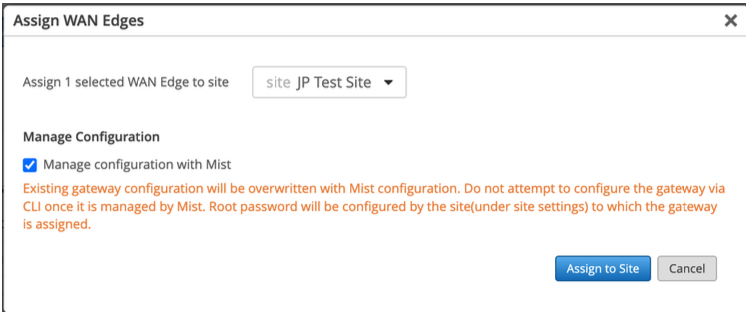 Assign WAN Edges
Assign 1 selected WAN Edge to site site JP Test Site
Manage Configuration
Manage configuration with Mist
Existing gateway configuration will be overwritten with Mist configuration. Do not attempt to configure the gateway via
CLI once it is managed by Mist. Root password will be configured by the site(under site settings) to which the gateway
is assigned.
Assign to Site Cancel